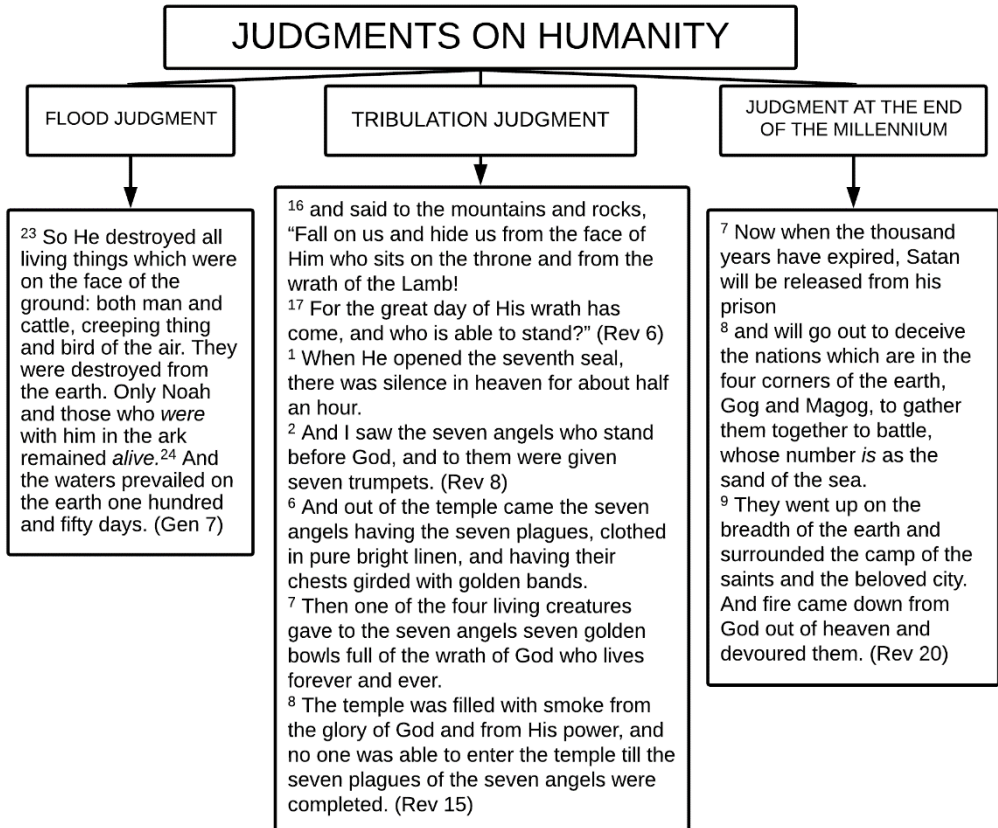 JUDGMENTS ON HUMANITY
FLOOD JUDGMENT
TRIBULATION JUDGMENT
JUDGMENT AT THE END
OF THE MILLENNIUM
23 So He destroyed all
living things which were
on the face of the
ground: both man and
cattle, creeping thing
and bird of the air. They
were destroyed from
the earth. Only Noah
and those who were
with him in the ark
remained alive.24 And
the waters prevailed on
the earth one hundred
and fifty days. (Gen 7)
16 and said to the mountains and rocks,
“Fall on us and hide us from the face of
Him who sits on the throne and from the
wrath of the Lamb!
17 For the great day of His wrath has
come, and who is able to stand?” (Rev 6)
1 When He opened the seventh seal,
there was silence in heaven for about half
an hour.
2 And I saw the seven angels who stand
before God, and to them were given
seven trumpets. (Rev 8)
6 And out of the temple came the seven
angels having the seven plagues, clothed
in pure bright linen, and having their
chests girded with golden bands.
7 Then one of the four living creatures
gave to the seven angels seven golden
bowls full of the wrath of God who lives
forever and ever.
8 The temple was filled with smoke from
the glory of God and from His power, and
no one was able to enter the temple till the
seven plagues of the seven angels were
completed. (Rev 15)
7 Now when the thousand
years have expired, Satan
will be released from his
prison
8 and will go out to deceive
the nations which are in the
four corners of the earth,
Gog and Magog, to gather
them together to battle,
whose number is as the
sand of the sea.
9 They went up on the
breadth of the earth and
surrounded the camp of the
saints and the beloved city.
And fire came down from
God out of heaven and
devoured them. (Rev 20)